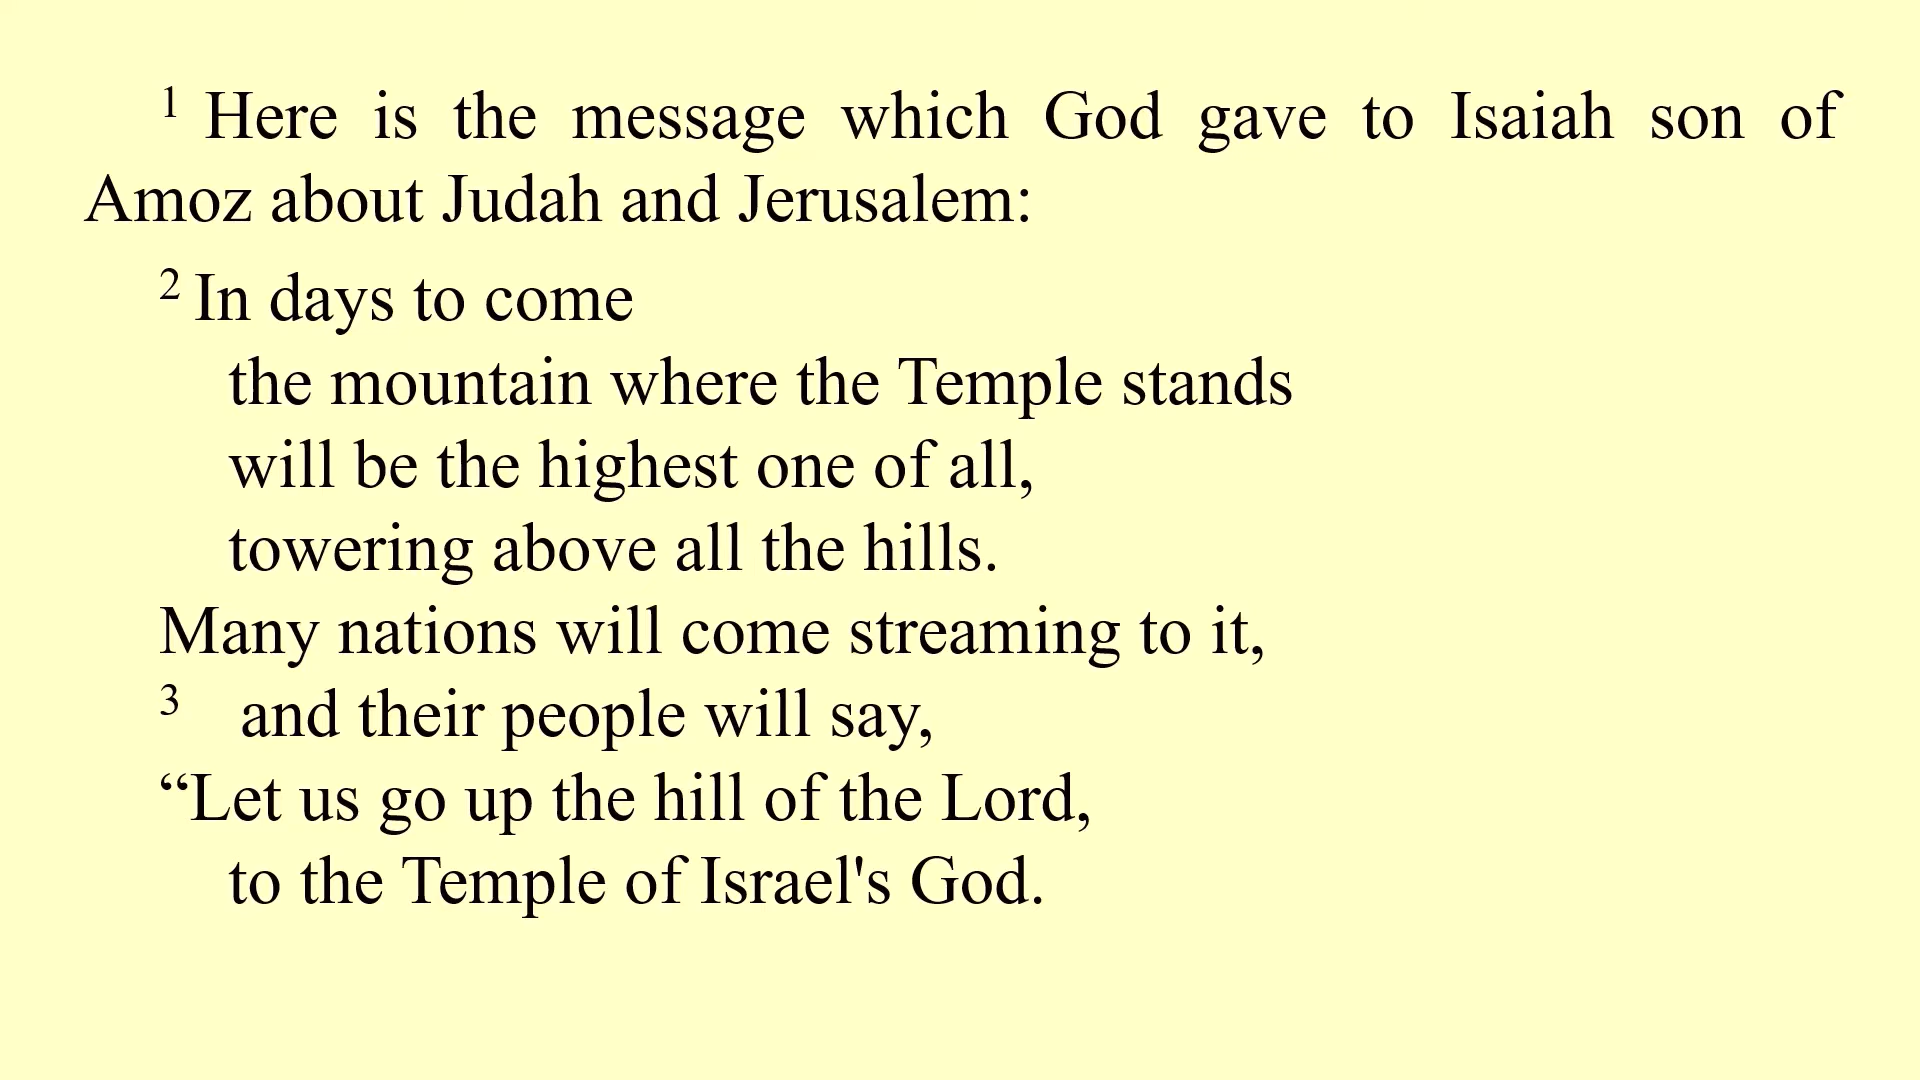 1 Here is the message which God gave to Isaiah son of
Amoz about Judah and Jerusalem:
2 In days to come
the mountain where the Temple stands
will be the highest one of all,
towering above all the hills.
Many nations will come streaming to it,
3 and their people will say,
“Let us go up the hill of the Lord,
to the Temple of Israel's God.